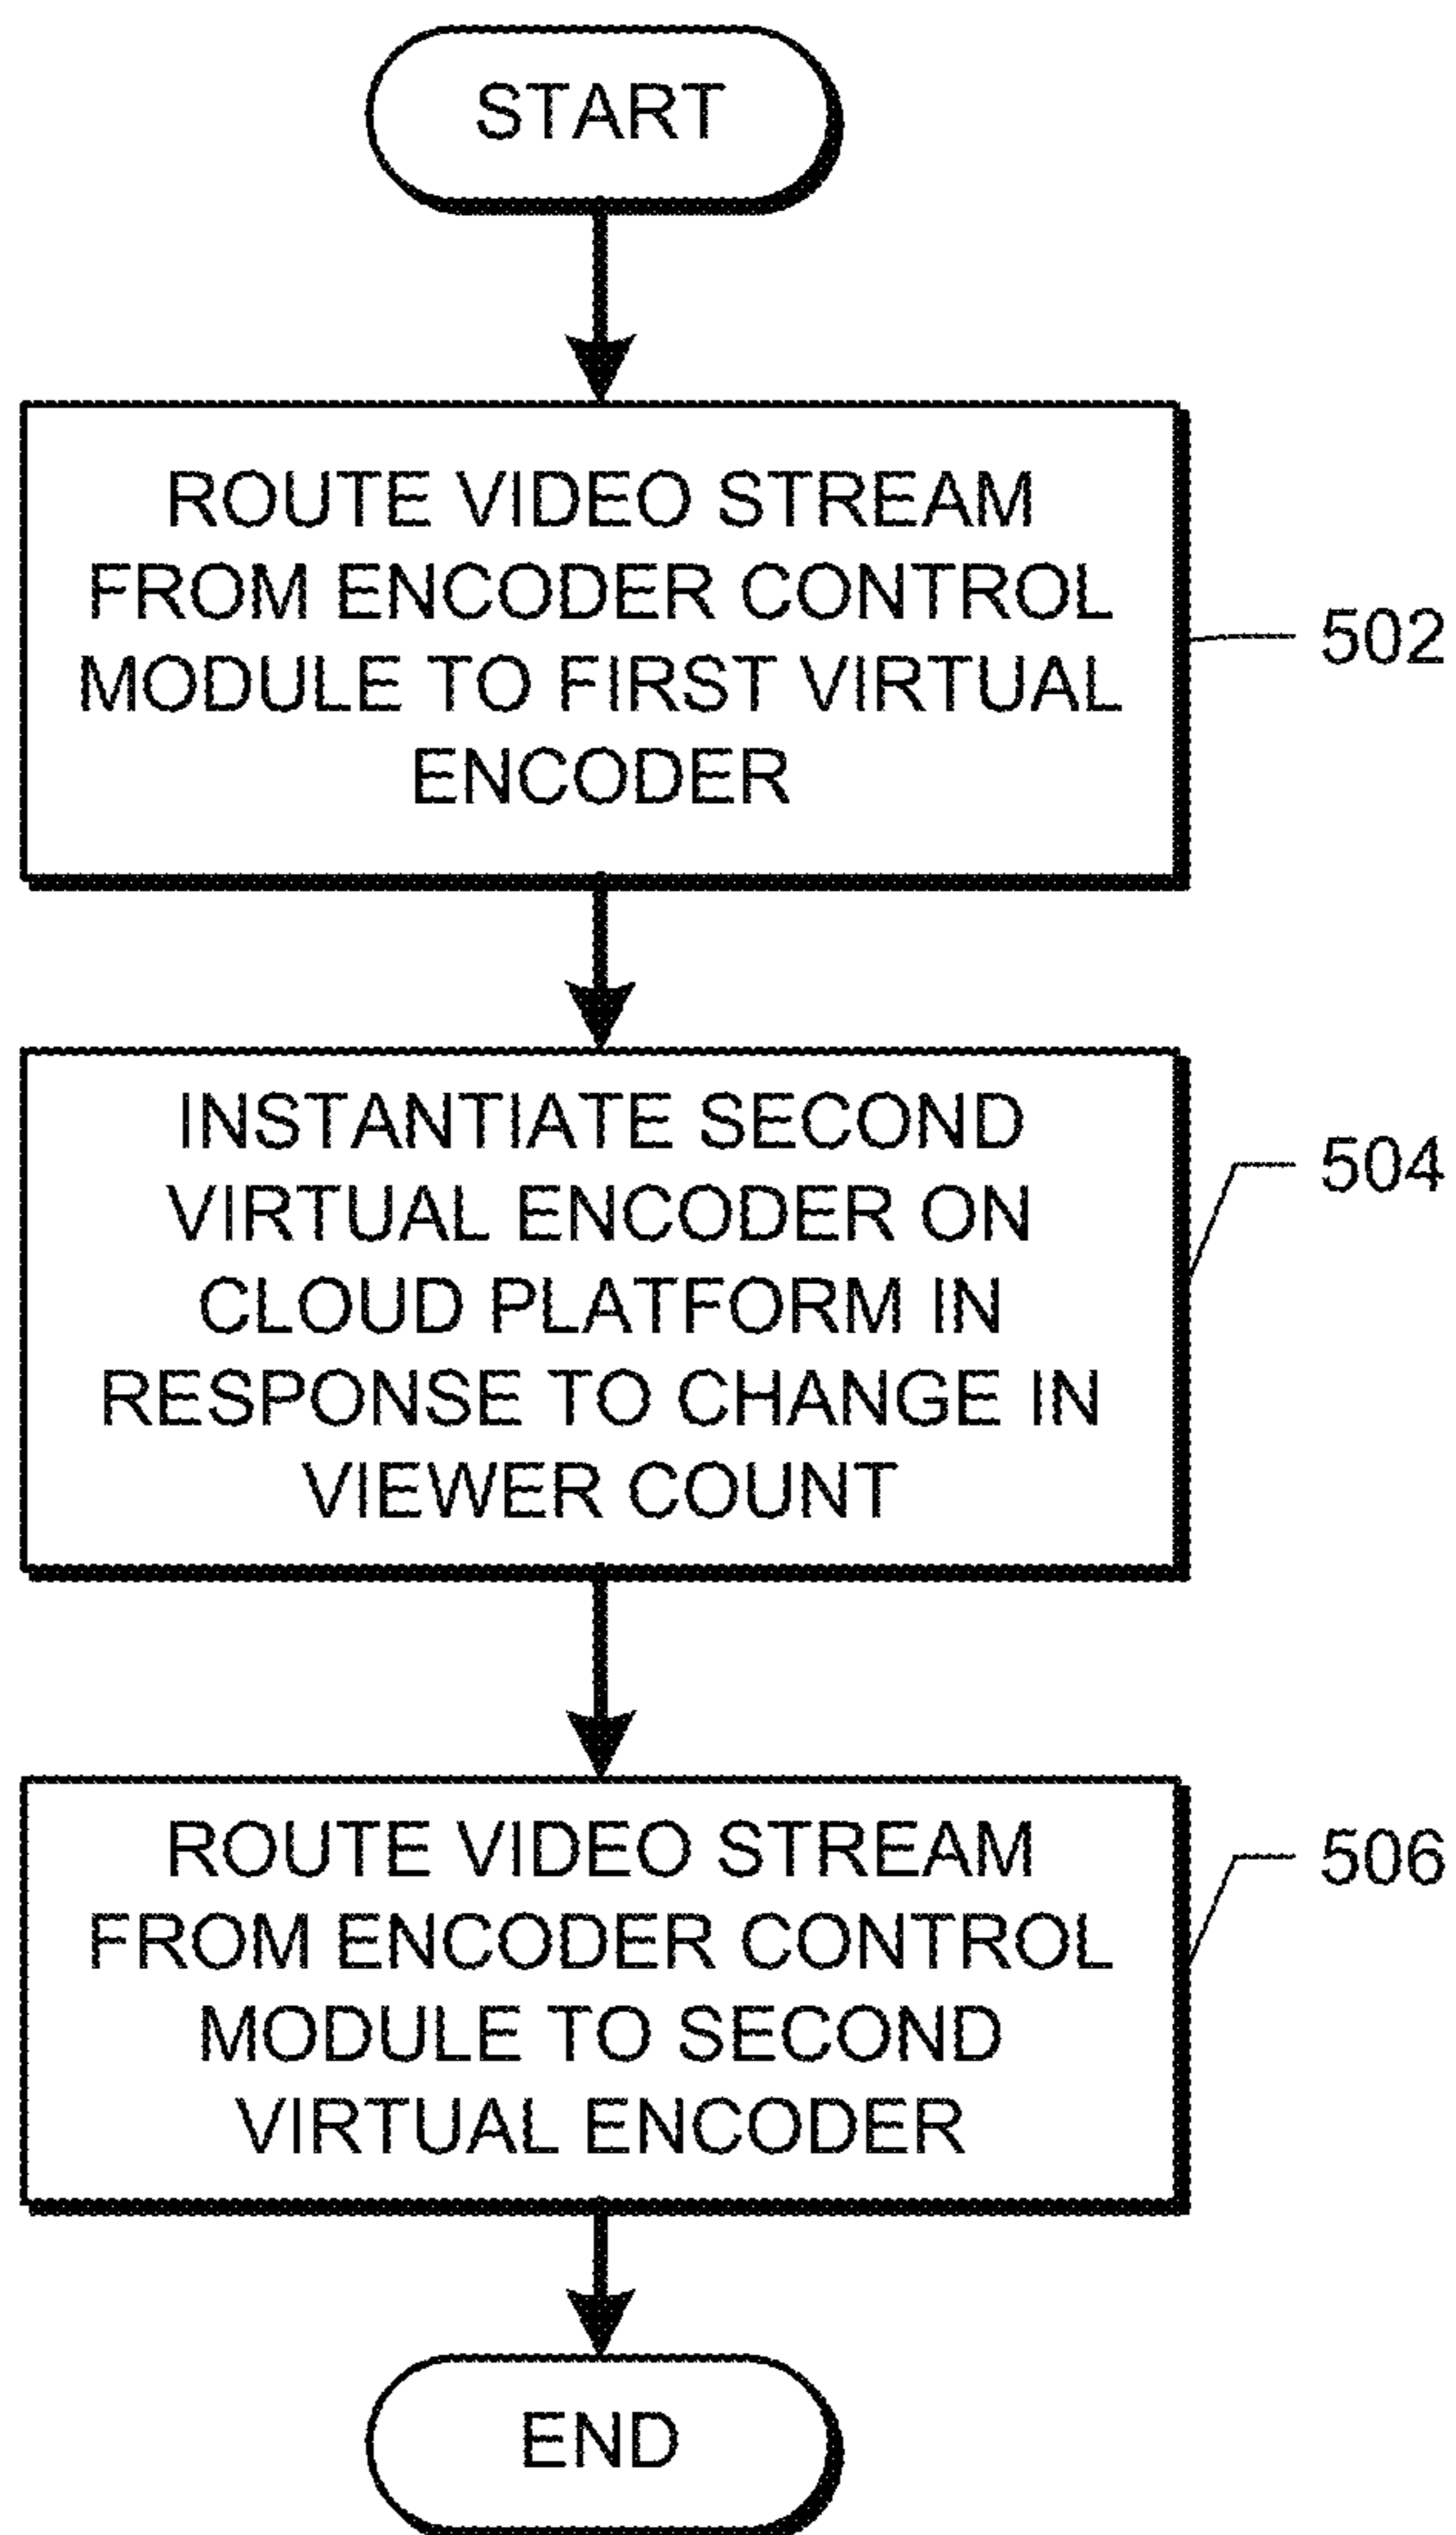 START
ROUTE VIDEO STREAM
FROM ENCODER CONTROL
MODULE TO FIRST VIRTUAL
ENCODER
502
INSTANTIATE SECOND
VIRTUAL ENCODER ON
CLOUD PLATFORM IN
RESPONSE TO CHANGE IN
VIEWER COUNT
504
ROUTE VIDEO STREAM
FROM ENCODER CONTROL
MODULE TO SECOND
VIRTUAL ENCODER
506
END